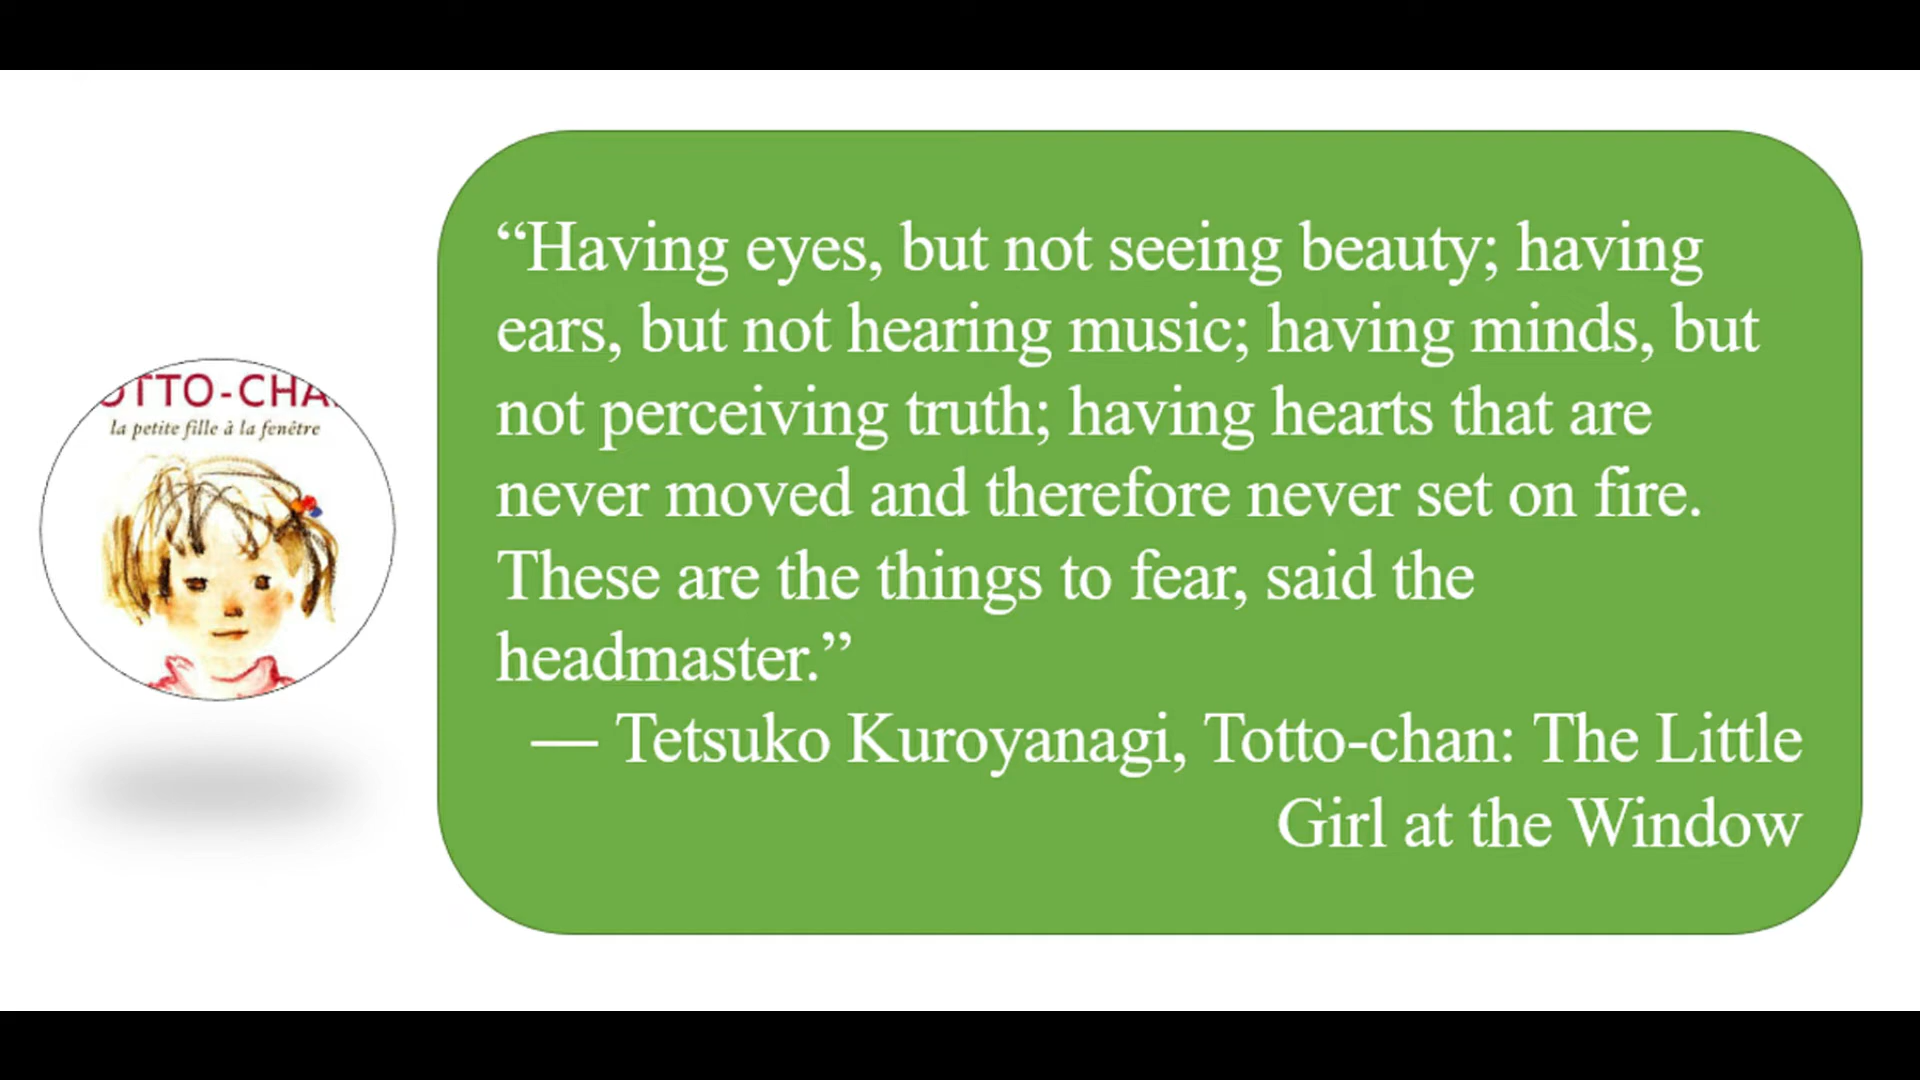 OTTO-CHA
la petite fille à la fenêtre
“Having eyes, but not seeing beauty; having
ears, but not hearing music; having minds, but
not perceiving truth; having hearts that are
never moved and therefore never set on fire.
These are the things to fear, said the
headmaster.”
— Tetsuko Kuroyanagi, Totto-chan: The Little
Girl at the Window